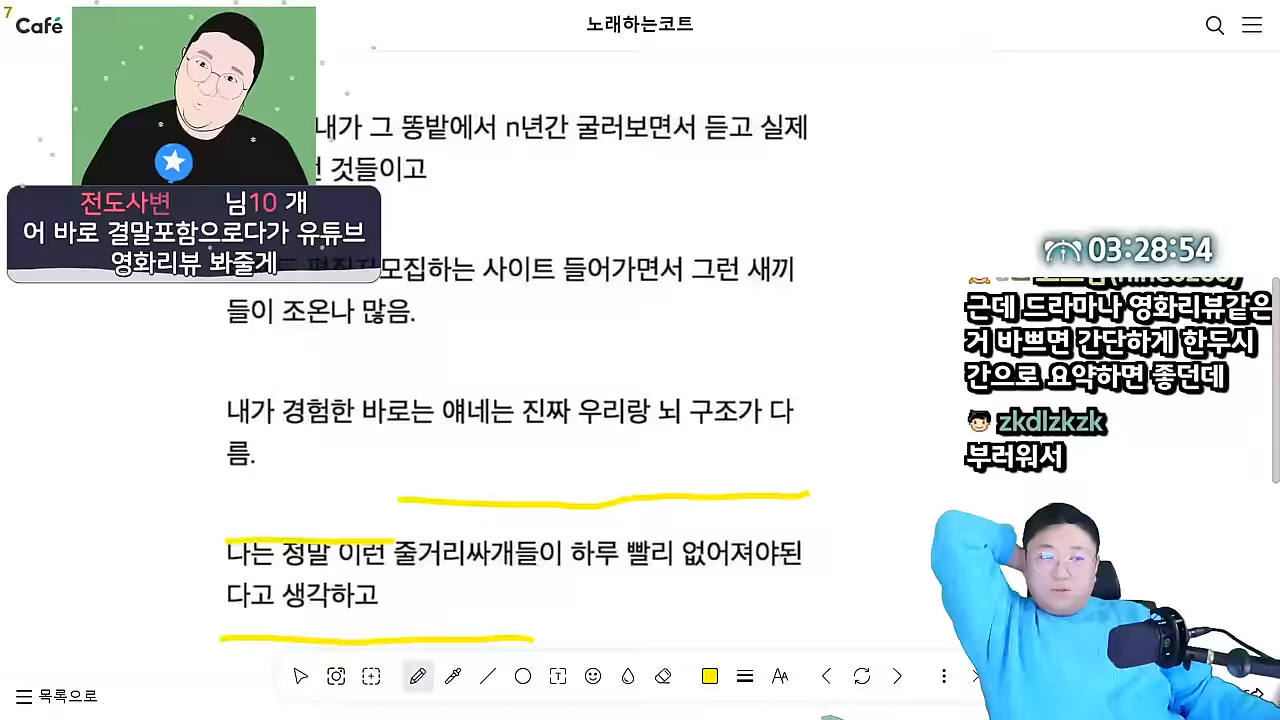 7
Café
노래하는코트
내가 그 똥밭에서 n년간 굴러보면서 듣고 실제
것들이고
전도사변 님10 개
어 바로 결말포함으로다가 유튜브
영화리뷰 봐줄게
편집자모집하는 사이트 들어가면서 그런 새끼
들이 조온나 많음.
내가 경험한 바로는 얘네는 진짜 우리랑 뇌 구조가 다
름.
나는 정말 이런 줄거리싸개들이 하루 빨리 없어져야된
다고 생각하고
03:28:54
근데 드라마나 영화리뷰같은
거 바쁘면 간단하게 한두시
간으로 요약하면 좋던데
zkdlzkzk
부러워서
목록으로